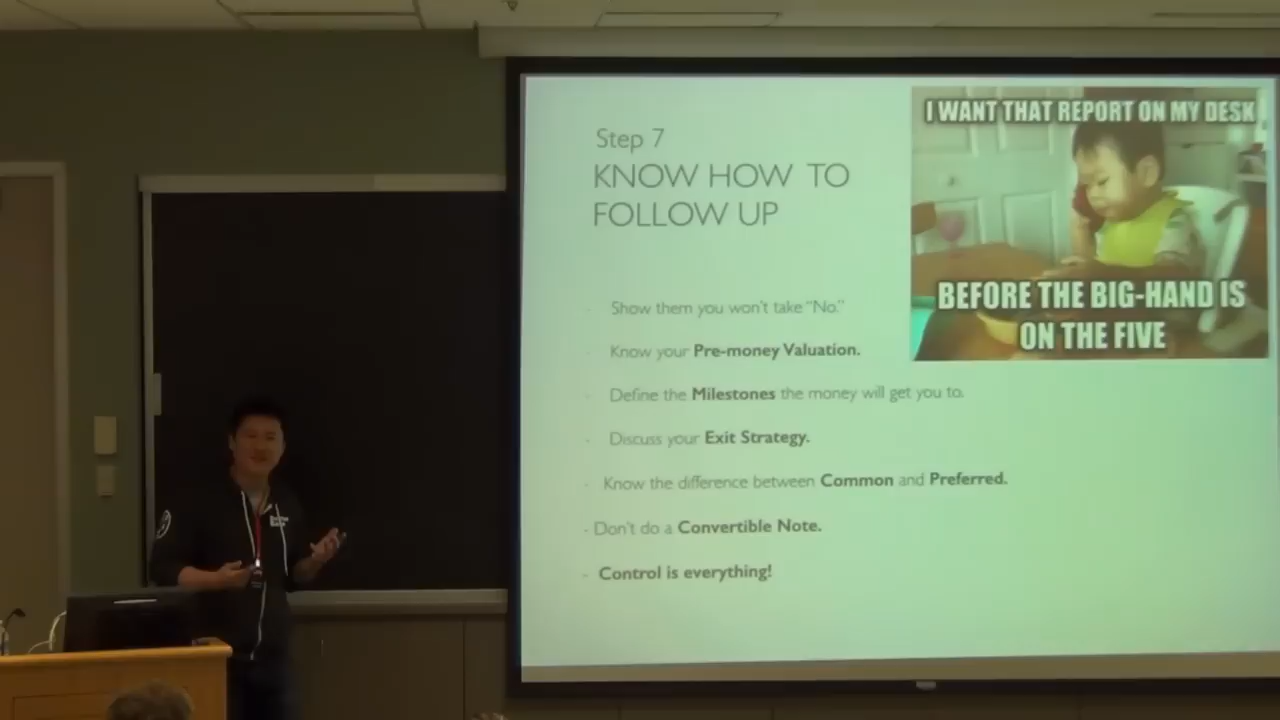 Step 7
KNOW HOW TO
FOLLOW UP
I WANT THAT REPORT ON MY DESK
BEFORE THE BIG-HAND IS
ON THE FIVE
- Show them you won't take "No."
- Know your Pre-money Valuation.
- Define the Milestones the money will get you to.
- Discuss your Exit Strategy.
- Know the difference between Common and Preferred.
- Don't do a Convertible Note.
- Control is everything!